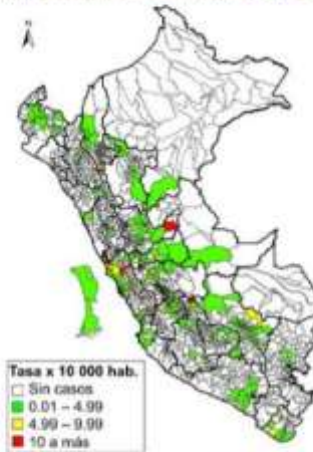 N
Tasa x 10 000 hab.
Sin casos
0.01 – 4.99
4.99 – 9.99
10 a más